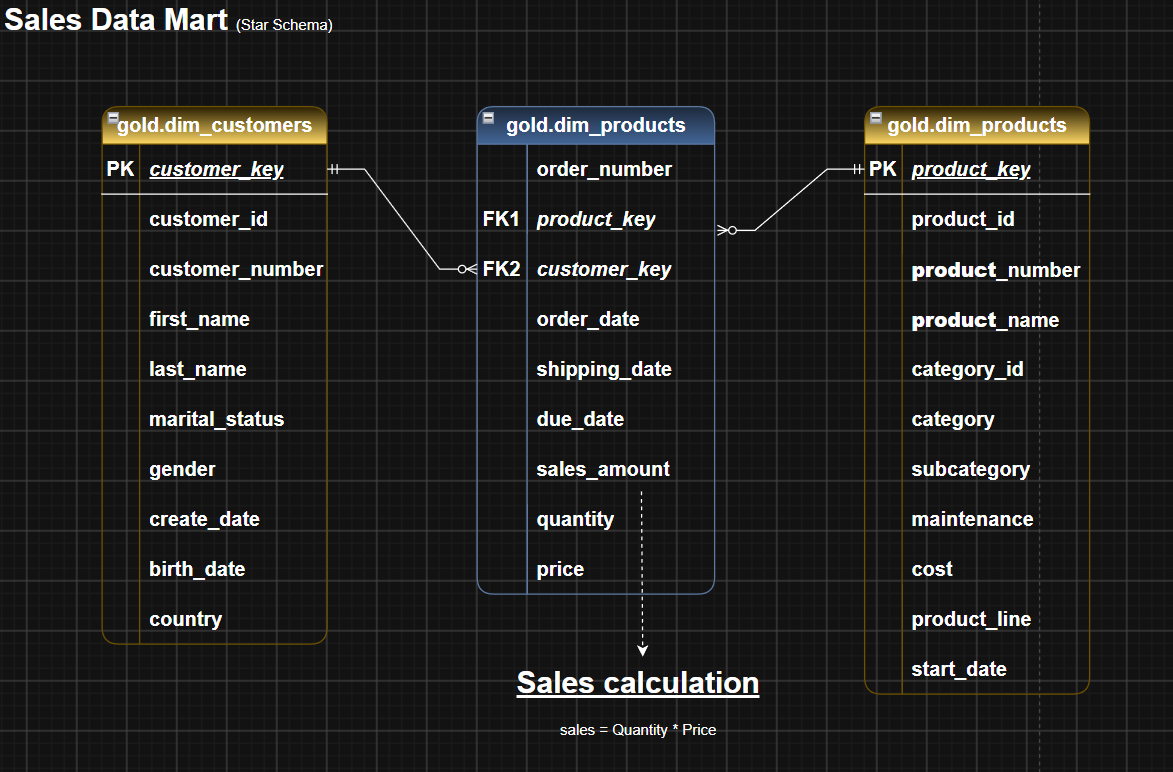 Sales Data Mart (Star Schema)
gold.dim_customers
PK customer_key
customer_id
customer_number
first_name
last_name
marital_status
gender
create_date
birth_date
country
gold.dim_products
order_number
FK1 product_key
FK2 customer_key
order_date
shipping_date
due_date
sales_amount
quantity
price
gold.dim_products
PK product_key
product_id
product_number
product_name
category_id
category
subcategory
maintenance
cost
product_line
start_date
Sales calculation
sales = Quantity * Price